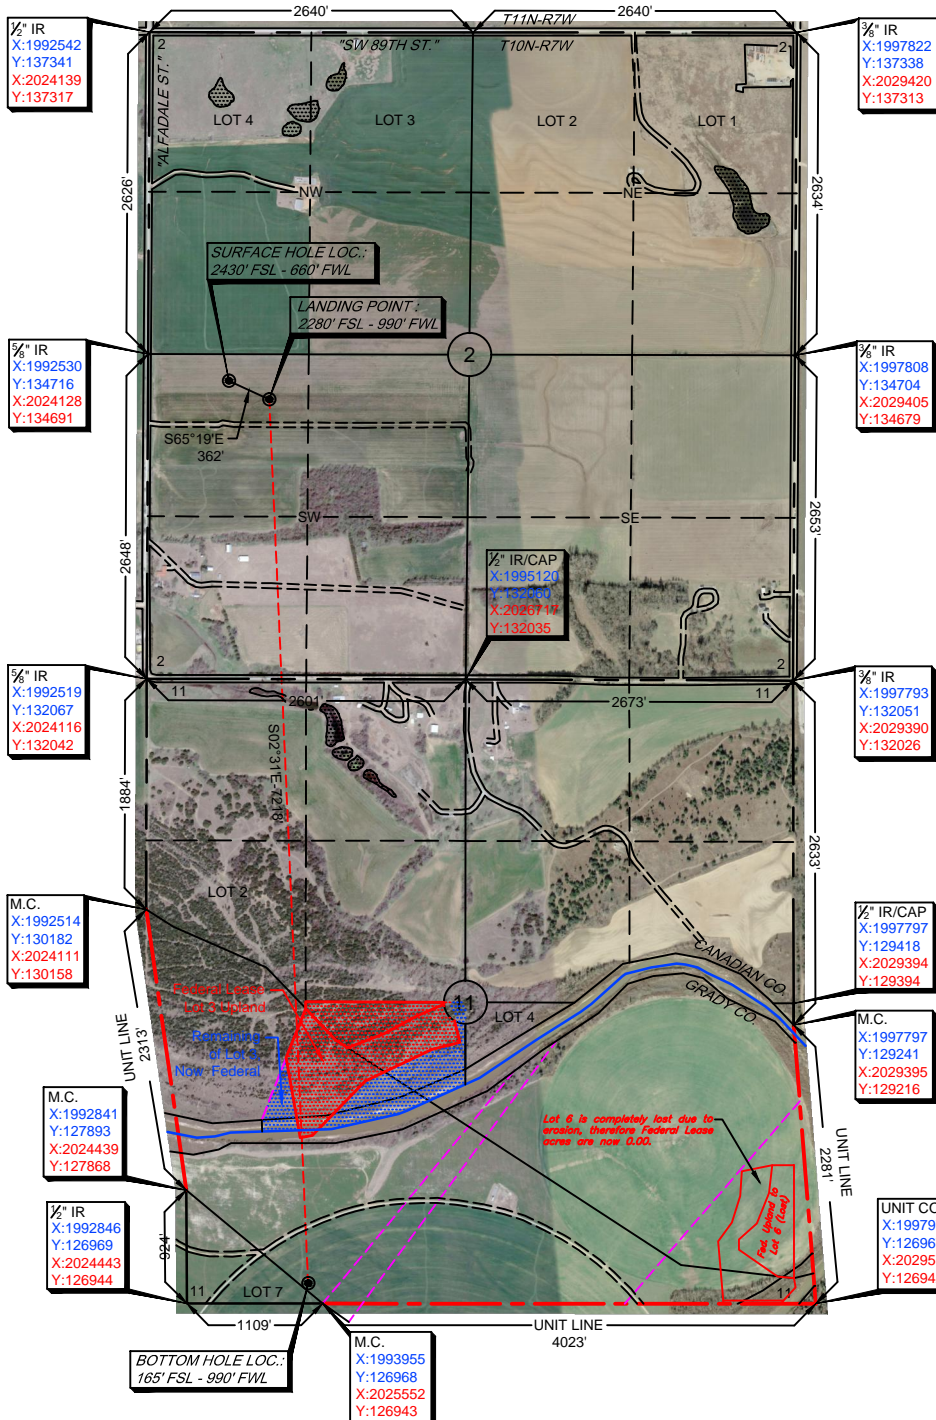 2640'
T11N-R7W
2640'
½" IR
X:1992542
Y:137341
X:2024139
Y:137317
2
"SW 89TH ST."
T10N-R7W
2
⅜" IR
X:1997822
Y:137338
X:2029420
Y:137313
"ALFADALE ST."
LOT 4
LOT 3
LOT 2
LOT 1
2626'
NW
NE
2634'
SURFACE HOLE LOC.:
2430' FSL - 660' FWL
LANDING POINT :
2280' FSL - 990' FWL
⅝" IR
X:1992530
Y:134716
X:2024128
Y:134691
2
⅜" IR
X:1997808
Y:134704
X:2029405
Y:134679
S65°19'E
362'
SW
SE
2648'
2653'
½" IR/CAP
X:1995120
Y:132060
X:2026717
Y:132035
2
2
⅝" IR
X:1992519
Y:132067
X:2024116
Y:132042
11
2601'
2673'
11
⅜" IR
X:1997793
Y:132051
X:2029390
Y:132026
S02°31'E-7218'
1884'
2633'
LOT 2
M.C.
X:1992514
Y:130182
X:2024111
Y:130158
½" IR/CAP
X:1997797
Y:129418
X:2029394
Y:129394
CANADIAN CO.
GRADY CO.
Federal Lease
Lot 3 Upland
11
LOT 4
Remaining
of Lot 3,
Now Federal
UNIT LINE
2313'
M.C.
X:1997797
Y:129241
X:2029395
Y:129216
M.C.
X:1992841
Y:127893
X:2024439
Y:127868
Lot 6 is completely lost due to
erosion, therefore Federal Lease
acres are now 0.00.
UNIT LINE
2281'
Fed. Upland to
Lot 6 (Lost)
½" IR
X:1992846
Y:126969
X:2024443
Y:126944
924'
UNIT CO
X:19979
Y:12696
X:20295
Y:12694
11
LOT 7
11
1109'
UNIT LINE
4023'
BOTTOM HOLE LOC.:
165' FSL - 990' FWL
M.C.
X:1993955
Y:126968
X:2025552
Y:126943